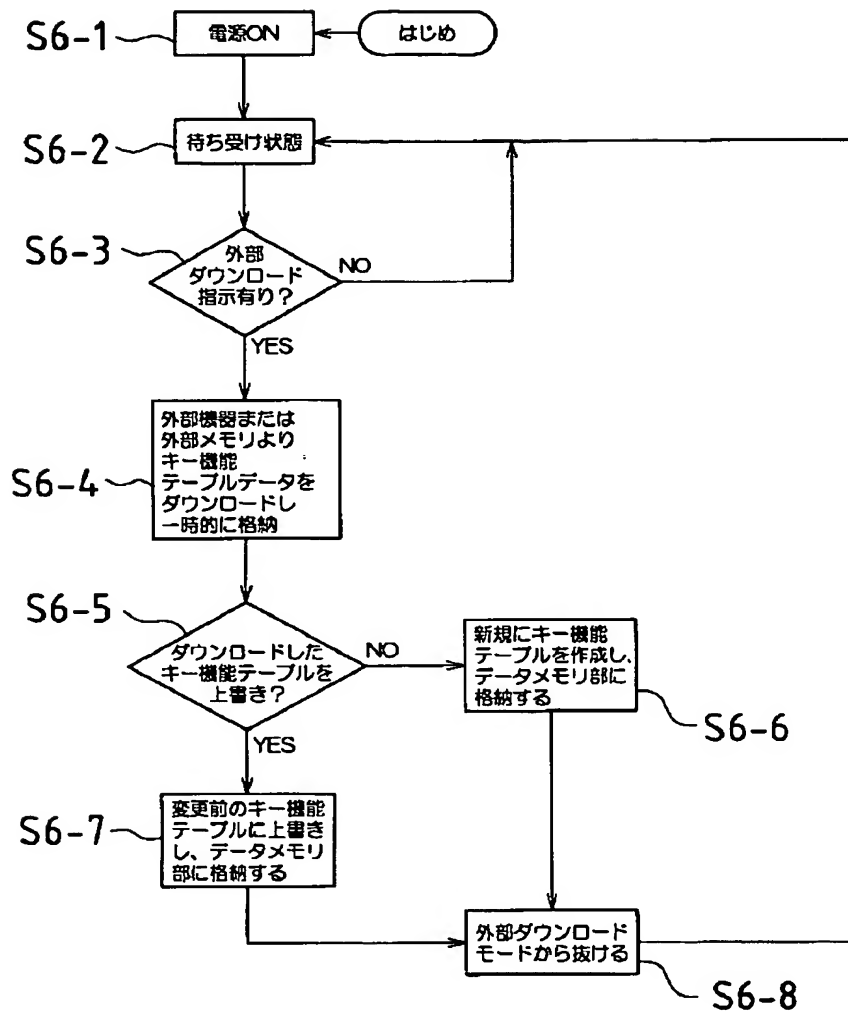 S6-1
電源ON
はじめ
S6-2
待ち受け状態
S6-3
外部
ダウンロード
指示有り?
NO
YES
S6-4
外部機器または
外部メモリより
キー機能
テーブルデータを
ダウンロードし
一時的に格納
S6-5
ダウンロードした
キー機能テーブルを
上書き?
NO
YES
新規にキー機能
テーブルを作成し、
データメモリ部に
格納する
S6-6
S6-7
変更前のキー機能
テーブルに上書き
し、データメモリ
部に格納する
外部ダウンロード
モードから抜ける
S6-8